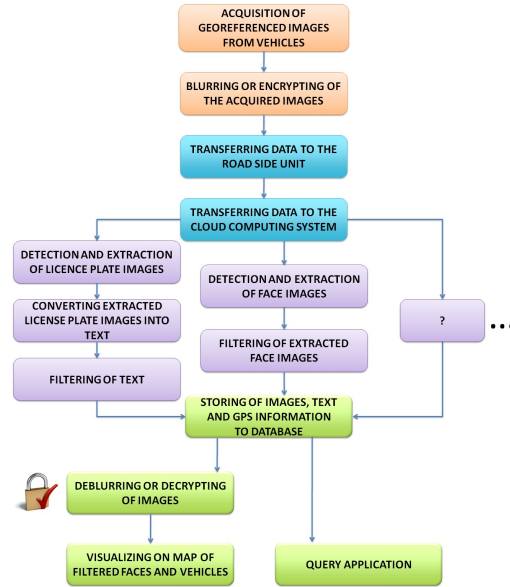 ACQUISITION OF
GEOREFERENCED IMAGES
FROM VEHICLES
BLURRING OR ENCRYPTING OF
THE ACQUIRED IMAGES
TRANSFERRING DATA TO THE
ROAD SIDE UNIT
TRANSFERRING DATA TO THE
CLOUD COMPUTING SYSTEM
DETECTION AND EXTRACTION
OF LICENCE PLATE IMAGES
CONVERTING EXTRACTED
LICENSE PLATE IMAGES INTO
TEXT
FILTERING OF TEXT
DETECTION AND EXTRACTION
OF FACE IMAGES
FILTERING OF EXTRACTED
FACE IMAGES
?
...
STORING OF IMAGES, TEXT
AND GPS INFORMATION
TO DATABASE
DEBLURRING OR DECRYPTING
OF IMAGES
VISUALIZING ON MAP OF
FILTERED FACES AND VEHICLES
QUERY APPLICATION